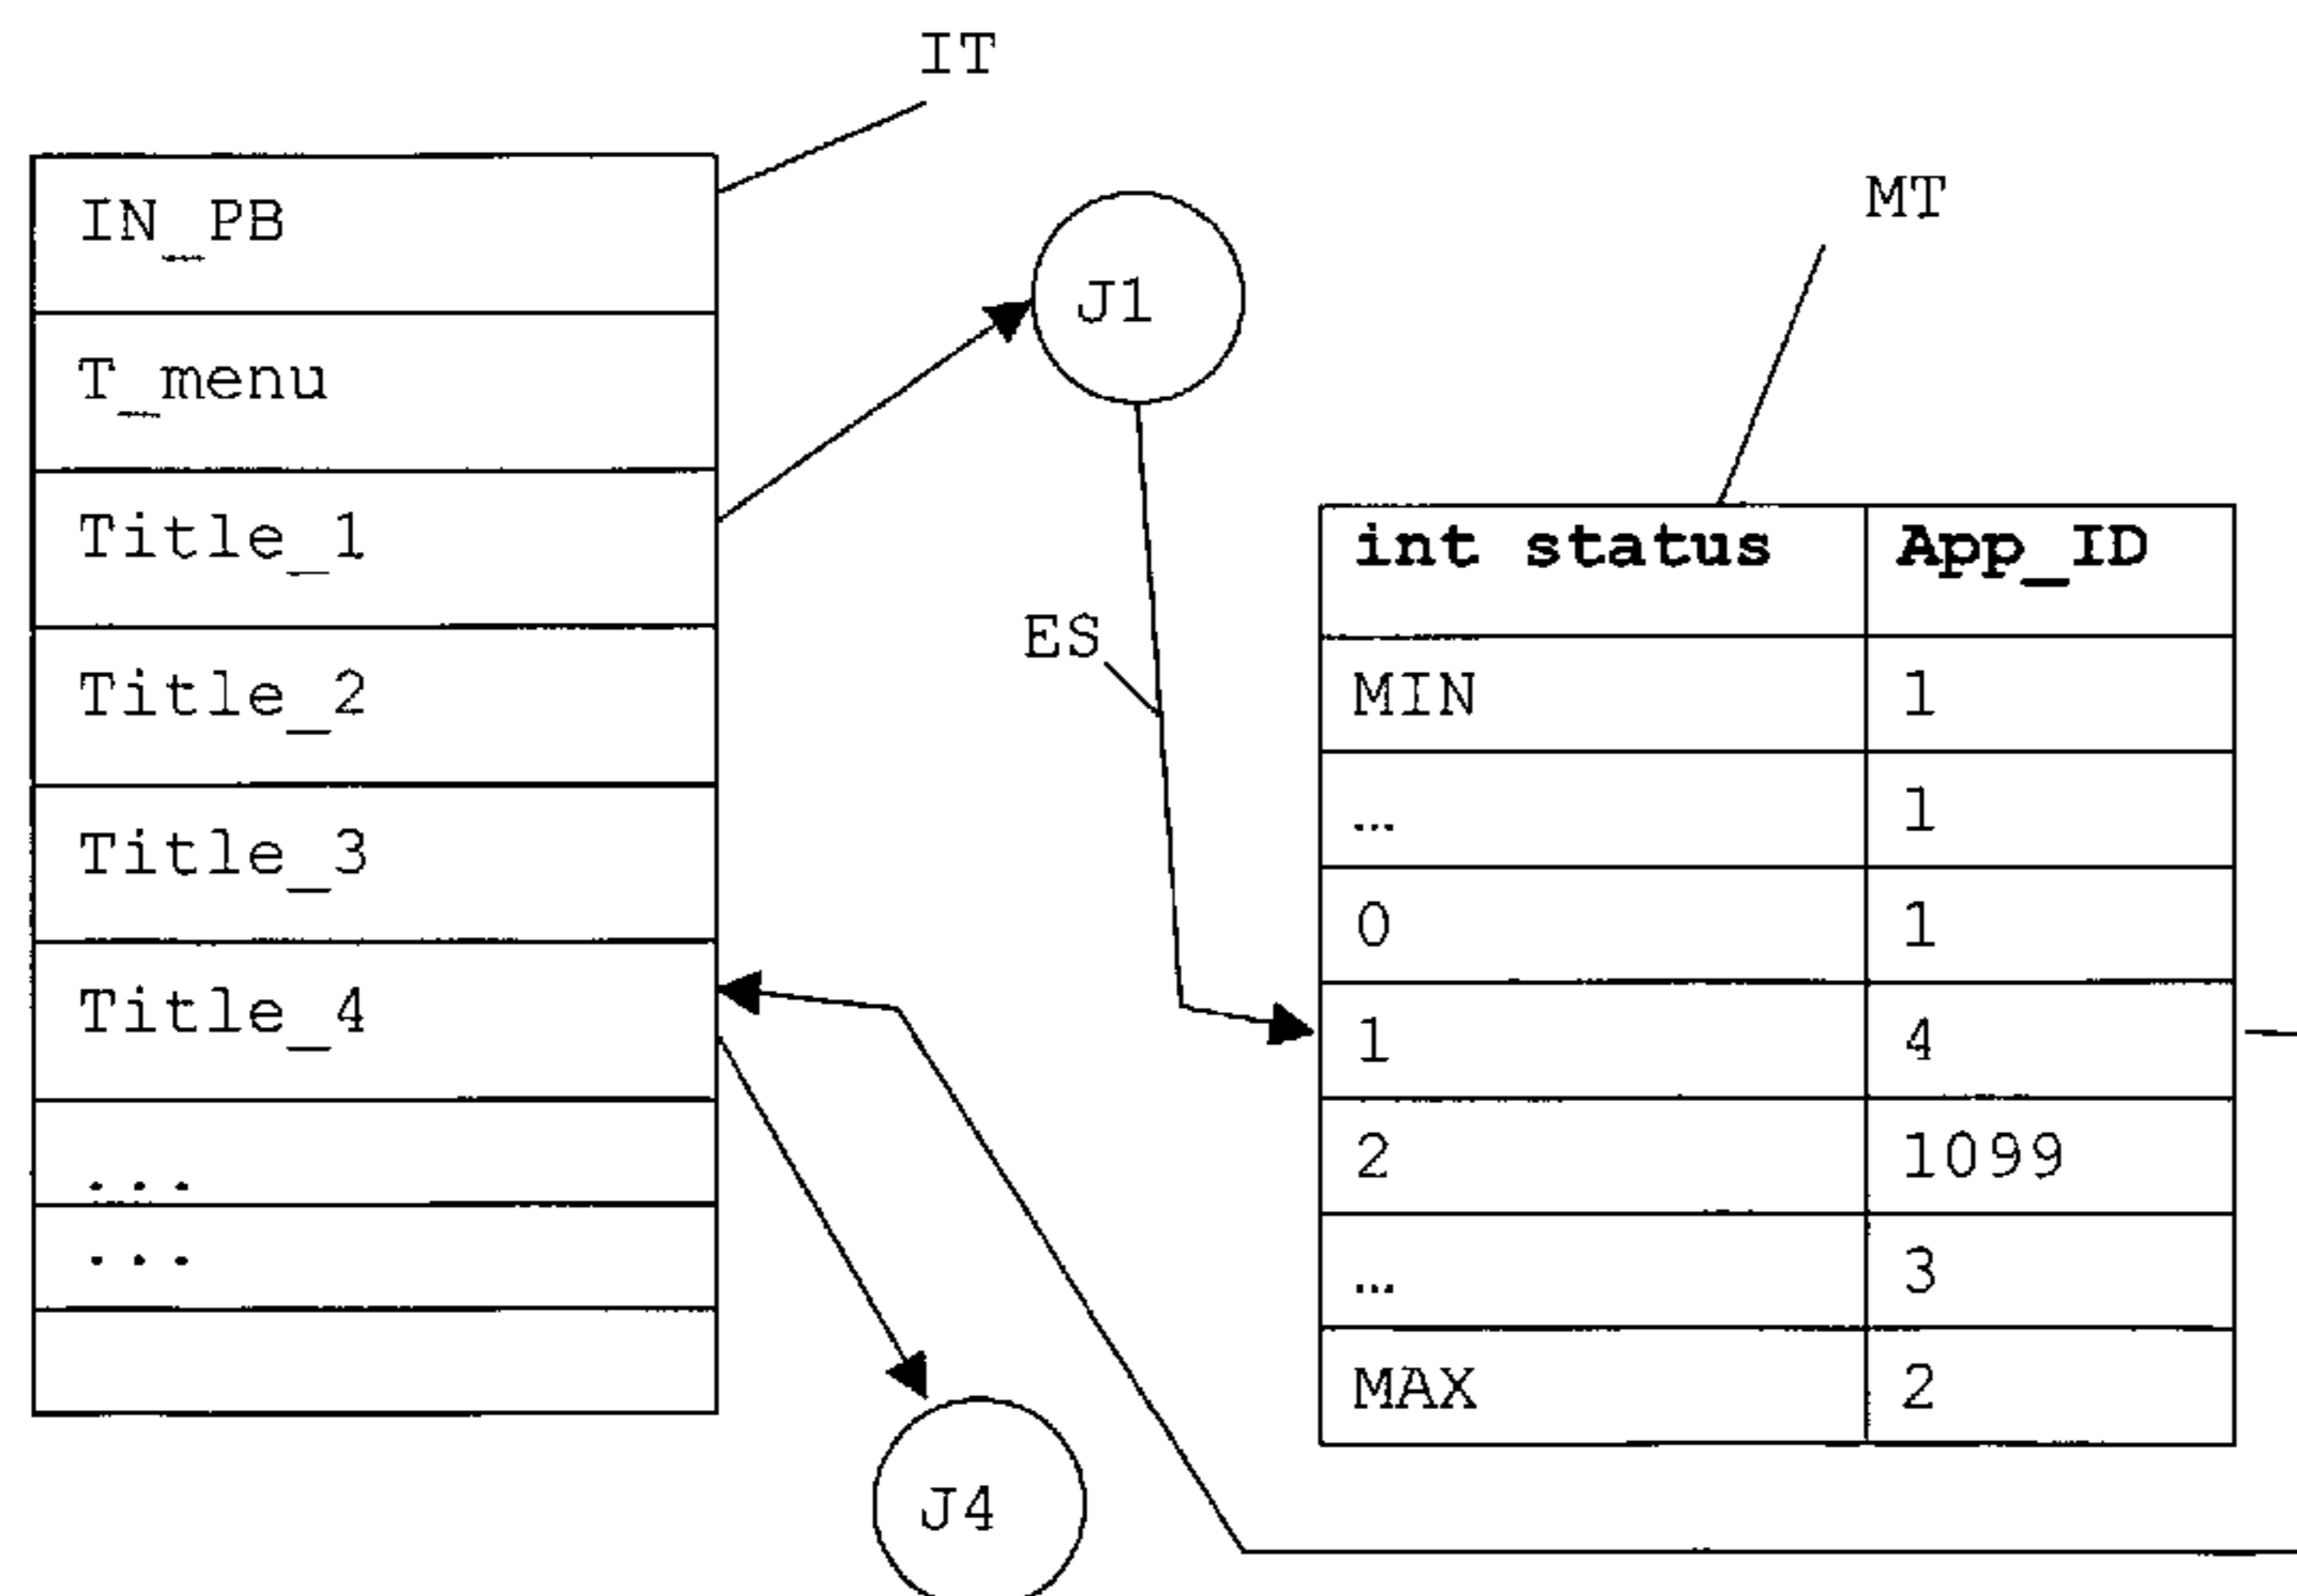 IT
IN_PB
T_menu
Title_1
Title_2
Title_3
Title_4
...
...
J1
ES
J4
MT
int status App_ID
MIN 1
... 1
0 1
1 4
2 1099
... 3
MAX 2